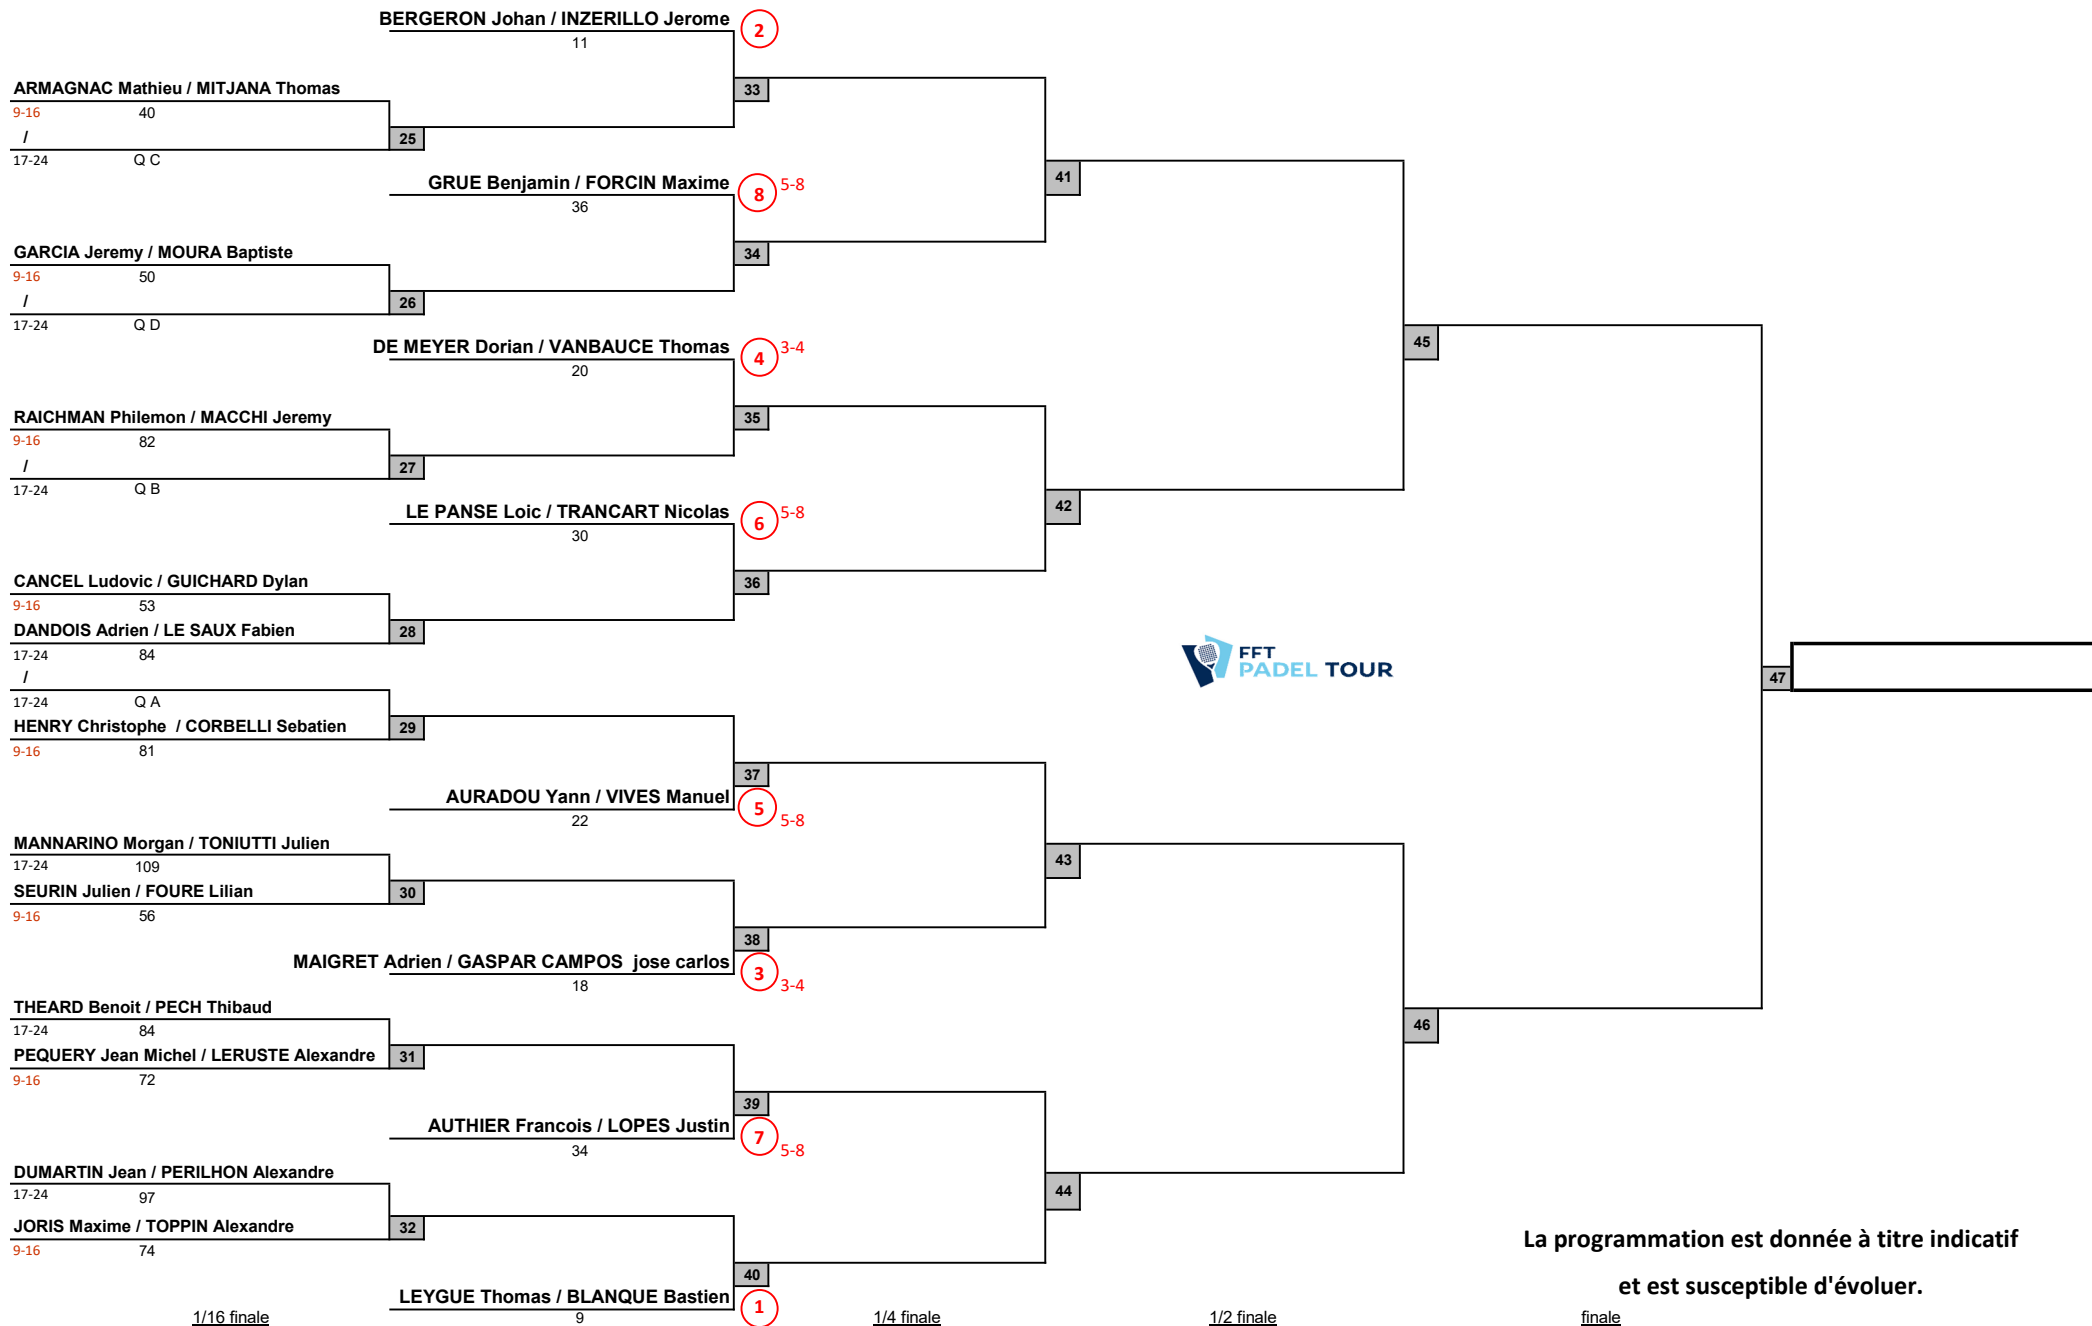 BERGERON Johan / INZERILLO Jerome 2
11
ARMAGNAC Mathieu / MITJANA Thomas 33
9-16 40
/ 25
17-24 Q C
GRUE Benjamin / FORCIN Maxime 8 5-8 41
36
GARCIA Jeremy / MOURA Baptiste 34
9-16 50
/ 26
17-24 Q D
DE MEYER Dorian / VANBAUCE Thomas 4 3-4 45
20
RAICHMAN Philemon / MACCHI Jeremy 35
9-16 82
/ 27
17-24 Q B
LE PANSE Loic / TRANCART Nicolas 6 5-8 42
30
CANCEL Ludovic / GUICHARD Dylan 36
9-16 53
DANDOIS Adrien / LE SAUX Fabien 28
17-24 84
FFT
PADEL TOUR
47
/
17-24 Q A
HENRY Christophe / CORBELLI Sebatien 29
9-16 81
37
AURADOU Yann / VIVES Manuel 5 5-8
22
MANNARINO Morgan / TONIUTTI Julien
17-24 109 43
SEURIN Julien / FOURE Lilian 30
9-16 56
38
MAIGRET Adrien / GASPAR CAMPOS jose carlos 3 3-4
18
THEARD Benoit / PECH Thibaud
17-24 84 46
PEQUERY Jean Michel / LERUSTE Alexandre 31
9-16 72
39
AUTHIER Francois / LOPES Justin 7 5-8
34
DUMARTIN Jean / PERILHON Alexandre
17-24 97 44
JORIS Maxime / TOPPIN Alexandre 32
9-16 74
La programmation est donnée à titre indicatif
et est susceptible d'évoluer.
40
LEYGUE Thomas / BLANQUE Bastien 1
9
1/16 finale 1/4 finale 1/2 finale finale